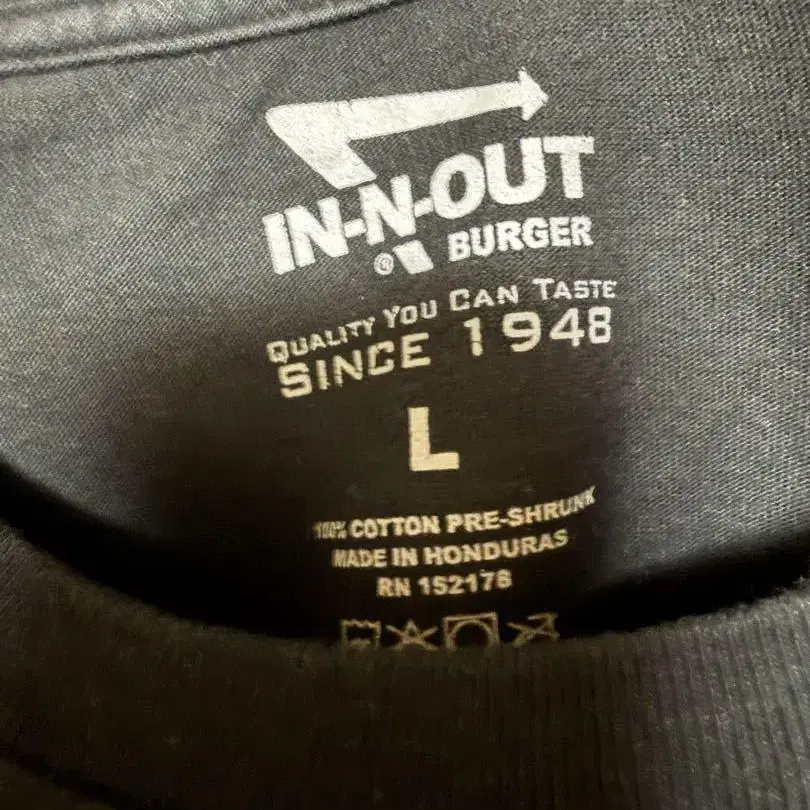 IN-N-OUT
® BURGER
QUALITY YOU CAN TASTE
SINCE 1948
L
100% COTTON PRE-SHRUNK
MADE IN HONDURAS
RN 152178